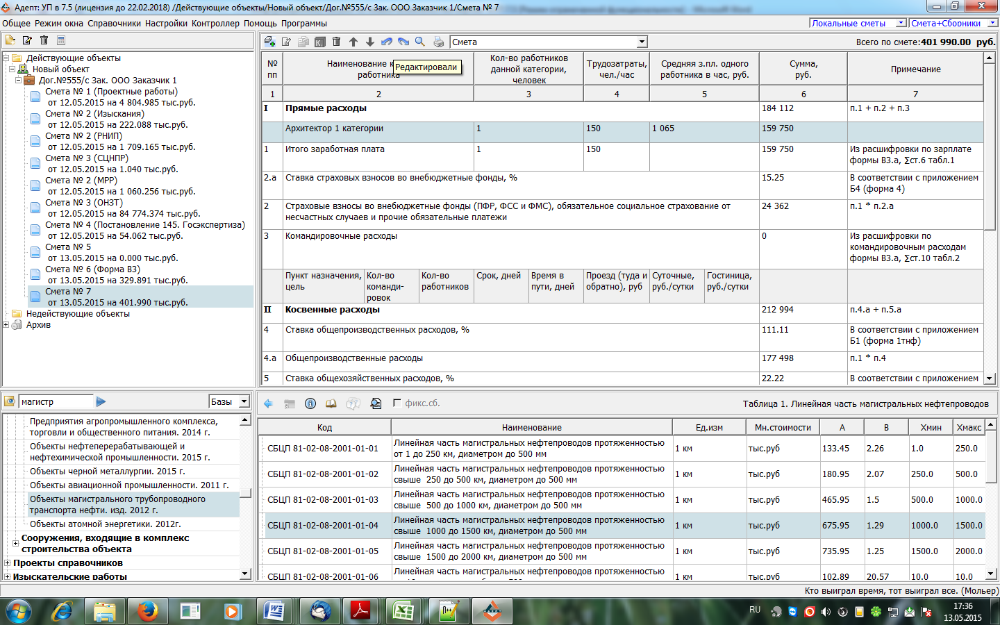 Адепт: УП в 7.5 (лицензия до 22.02.2018) /Действующие объекты/Новый объект/Дог.№555/с Зак. ООО Заказчик 1/Смета № 7
Общее Режим окна Справочники Настройки Контроллер Помощь Программы
Локальные сметы
Смета+Сборники
Действующие объекты
Новый объект
Дог.№555/с Зак. ООО Заказчик 1
Смета № 1 (Проектные работы)
от 12.05.2015 на 4 804.985 тыс.руб.
Смета № 2 (Изыскания)
от 12.05.2015 на 222.088 тыс.руб.
Смета № 2 (РНИП)
от 12.05.2015 на 1 709.165 тыс.руб.
Смета № 3 (СЦНПР)
от 12.05.2015 на 1.040 тыс.руб.
Смета № 2 (МРР)
от 12.05.2015 на 1 060.256 тыс.руб.
Смета № 3 (ОНЗТ)
от 12.05.2015 на 84 774.374 тыс.руб.
Смета № 4 (Постановление 145. Госэкспертиза)
от 12.05.2015 на 54.062 тыс.руб.
Смета № 5
от 13.05.2015 на 0.000 тыс.руб.
Смета № 6 (Форма В3)
от 13.05.2015 на 329.891 тыс.руб.
Смета № 7
от 13.05.2015 на 401.990 тыс.руб.
Недействующие объекты
Архив
Смета
Всего по смете:401 990.00 руб.
№ пп
Наименование к
работника
Редактировали
Кол-во работников данной категории, человек
Трудозатраты, чел./час
Средняя з.пл. одного работника в час, руб.
Сумма, руб.
Примечание
1 2 3 4 5 6 7
I Прямые расходы 184 112 п.1 + п.2 + п.3
Архитектор 1 категории 1 150 1 065 159 750
1 Итого заработная плата 1 150 159 750 Из расшифровки по зарплате
формы В3.а, ∑ст.6 табл.1
2.а Ставка страховых взносов во внебюджетные фонды, % 15.25 В соответствии с приложением
Б4 (форма 4)
2 Страховые взносы во внебюджетные фонды (ПФР, ФСС и ФМС), обязательное социальное страхование от 24 362 п.1 * п.2.а
несчастных случаев и прочие обязательные платежи
3 Командировочные расходы 0 Из расшифровки по
командировочным расходам
формы В3.а, ∑ст.10 табл.2
Пункт назначения, цель
Кол-во команди- ровок
Кол-во работников
Срок, дней
Время в пути, дней
Проезд (туда и обратно), руб
Суточные, руб./сутки
Гостиница, руб./сутки
II Косвенные расходы 212 994 п.4.а + п.5.а
4 Ставка общепроизводственных расходов, % 111.11 В соответствии с приложением
Б1 (форма 1тнф)
4.а Общепроизводственные расходы 177 498 п.1 * п.4
5 Ставка общехозяйственных расходов, % 22.22 В соответствии с приложением
магистр
Базы
Предприятия агропромышленного комплекса,
торговли и общественного питания. 2014 г.
Объекты нефтеперерабатывающей и
нефтехимической промышленности. 2015 г.
Объекты черной металлургии. 2015 г.
Объекты авиационной промышленности. 2011 г.
Объекты магистрального трубопроводного
транспорта нефти. изд. 2012 г.
Объекты атомной энергетики. 2012г.
Сооружения, входящие в комплекс
строительства объекта
Проекты справочников
Изыскательские работы
фикс.сб.
Таблица 1. Линейная часть магистральных нефтепроводов
Код Наименование Ед.изм Мн.стоимости A B Хмин Хмакс
СБЦП 81-02-08-2001-01-01 Линейная часть магистральных нефтепроводов протяженностью 1 км тыс.руб 133.45 2.26 1.0 250.0
от 1 до 250 км, диаметром до 500 мм
СБЦП 81-02-08-2001-01-02 Линейная часть магистральных нефтепроводов протяженностью 1 км тыс.руб 180.95 2.07 250.0 500.0
свыше 250 до 500 км, диаметром до 500 мм
СБЦП 81-02-08-2001-01-03 Линейная часть магистральных нефтепроводов протяженностью 1 км тыс.руб 465.95 1.5 500.0 1000.0
свыше 500 до 1000 км, диаметром до 500 мм
СБЦП 81-02-08-2001-01-04 Линейная часть магистральных нефтепроводов протяженностью 1 км тыс.руб 675.95 1.29 1000.0 1500.0
свыше 1000 до 1500 км, диаметром до 500 мм
СБЦП 81-02-08-2001-01-05 Линейная часть магистральных нефтепроводов протяженностью 1 км тыс.руб 735.95 1.25 1500.0 2000.0
свыше 1500 до 2000 км, диаметром до 500 мм
СБЦП 81-02-08-2001-01-06 Линейная часть магистральных нефтепроводов протяженностью 1 км тыс.руб 102.89 20.57 10.0 10.0
Кто выиграл время, тот выиграл все. (Мольер)
RU
17:36
13.05.2015